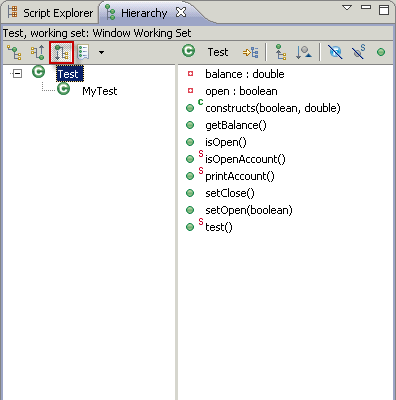 Script Explorer Hierarchy
Test, working set: Window Working Set
Test
Test
MyTest
balance : double
open : boolean
C constructs(boolean, double)
getBalance()
isOpen()
S isOpenAccount()
S printAccount()
setClose()
setOpen(boolean)
S test()